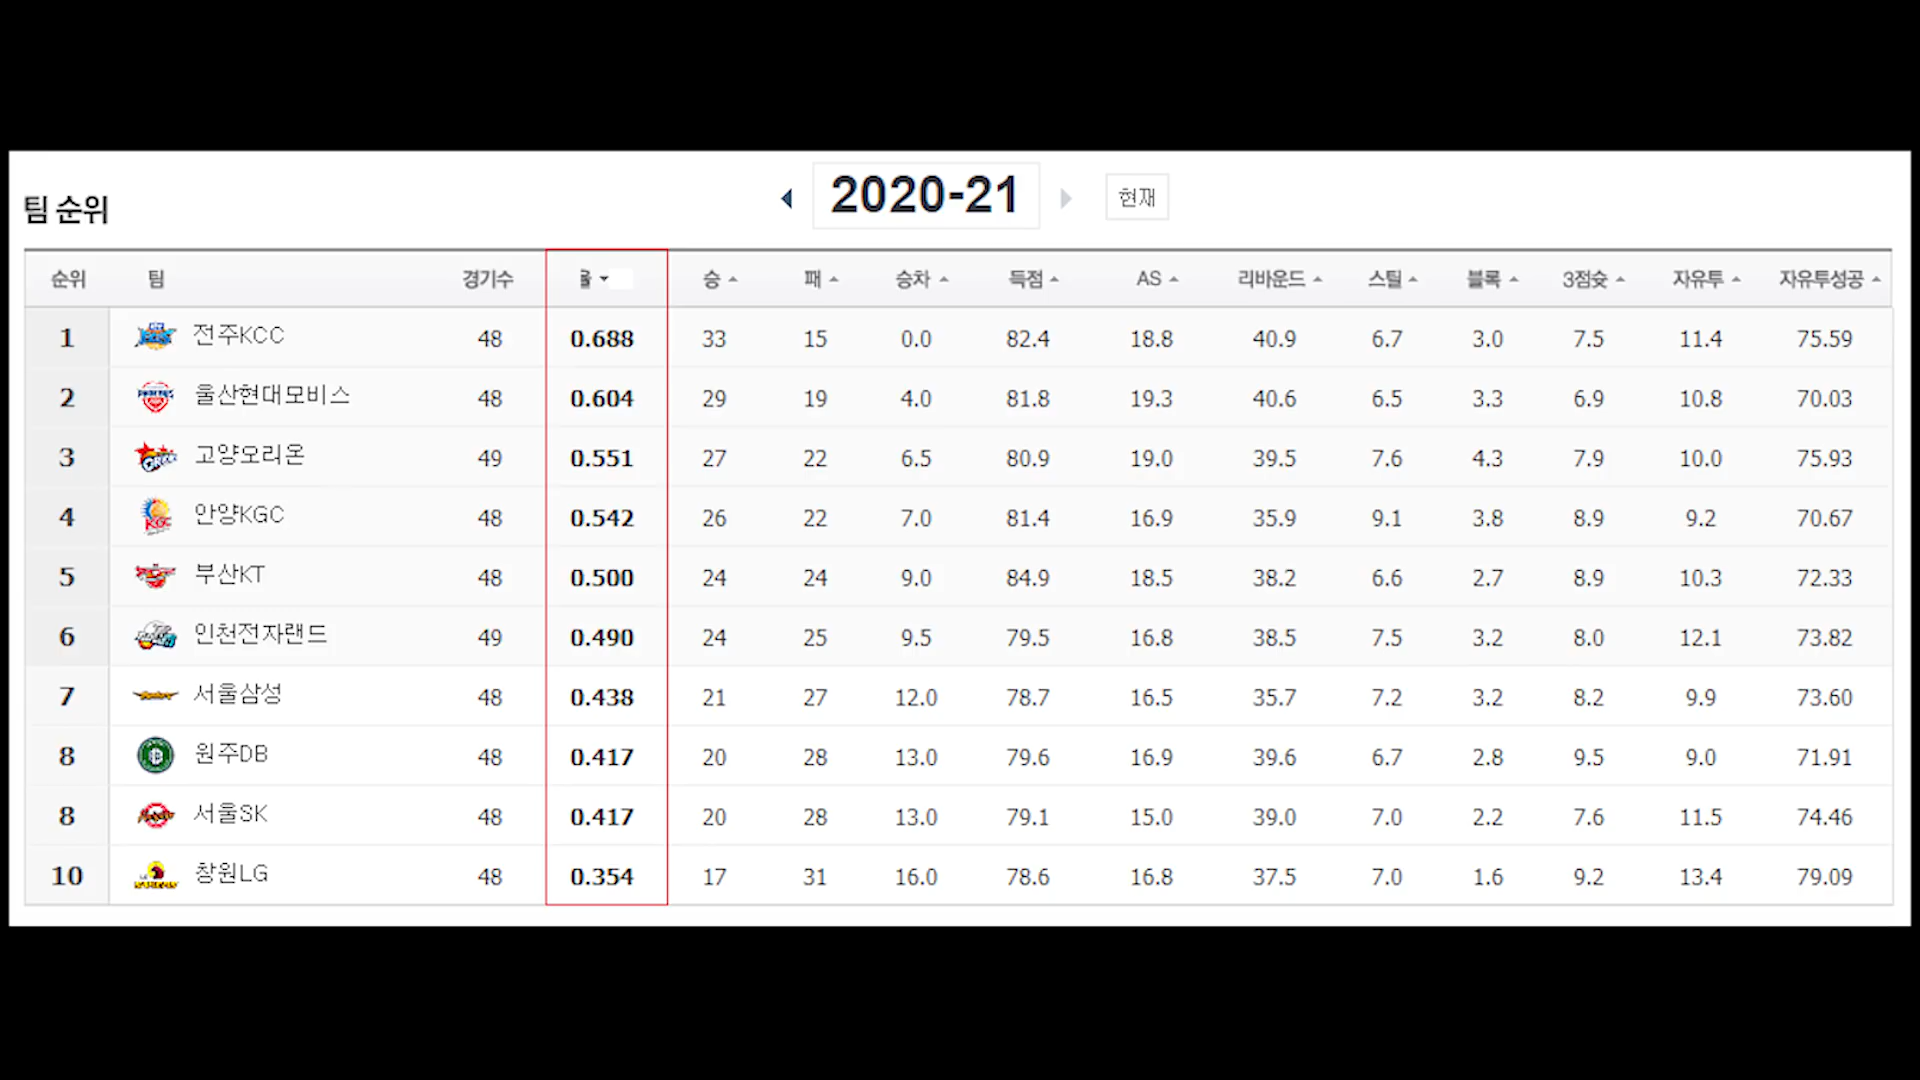 2020-21
현재
팀 순위
순위 팀 경기수 율 승 패 승차 득점 AS 리바운드 스틸 블록 3점슛 자유투 자유투성공
1 전주KCC 48 0.688 33 15 0.0 82.4 18.8 40.9 6.7 3.0 7.5 11.4 75.59
2 울산현대모비스 48 0.604 29 19 4.0 81.8 19.3 40.6 6.5 3.3 6.9 10.8 70.03
3 고양오리온 49 0.551 27 22 6.5 80.9 19.0 39.5 7.6 4.3 7.9 10.0 75.93
4 안양KGC 48 0.542 26 22 7.0 81.4 16.9 35.9 9.1 3.8 8.9 9.2 70.67
5 부산KT 48 0.500 24 24 9.0 84.9 18.5 38.2 6.6 2.7 8.9 10.3 72.33
6 인천전자랜드 49 0.490 24 25 9.5 79.5 16.8 38.5 7.5 3.2 8.0 12.1 73.82
7 서울삼성 48 0.438 21 27 12.0 78.7 16.5 35.7 7.2 3.2 8.2 9.9 73.60
8 원주DB 48 0.417 20 28 13.0 79.6 16.9 39.6 6.7 2.8 9.5 9.0 71.91
8 서울SK 48 0.417 20 28 13.0 79.1 15.0 39.0 7.0 2.2 7.6 11.5 74.46
10 창원LG 48 0.354 17 31 16.0 78.6 16.8 37.5 7.0 1.6 9.2 13.4 79.09